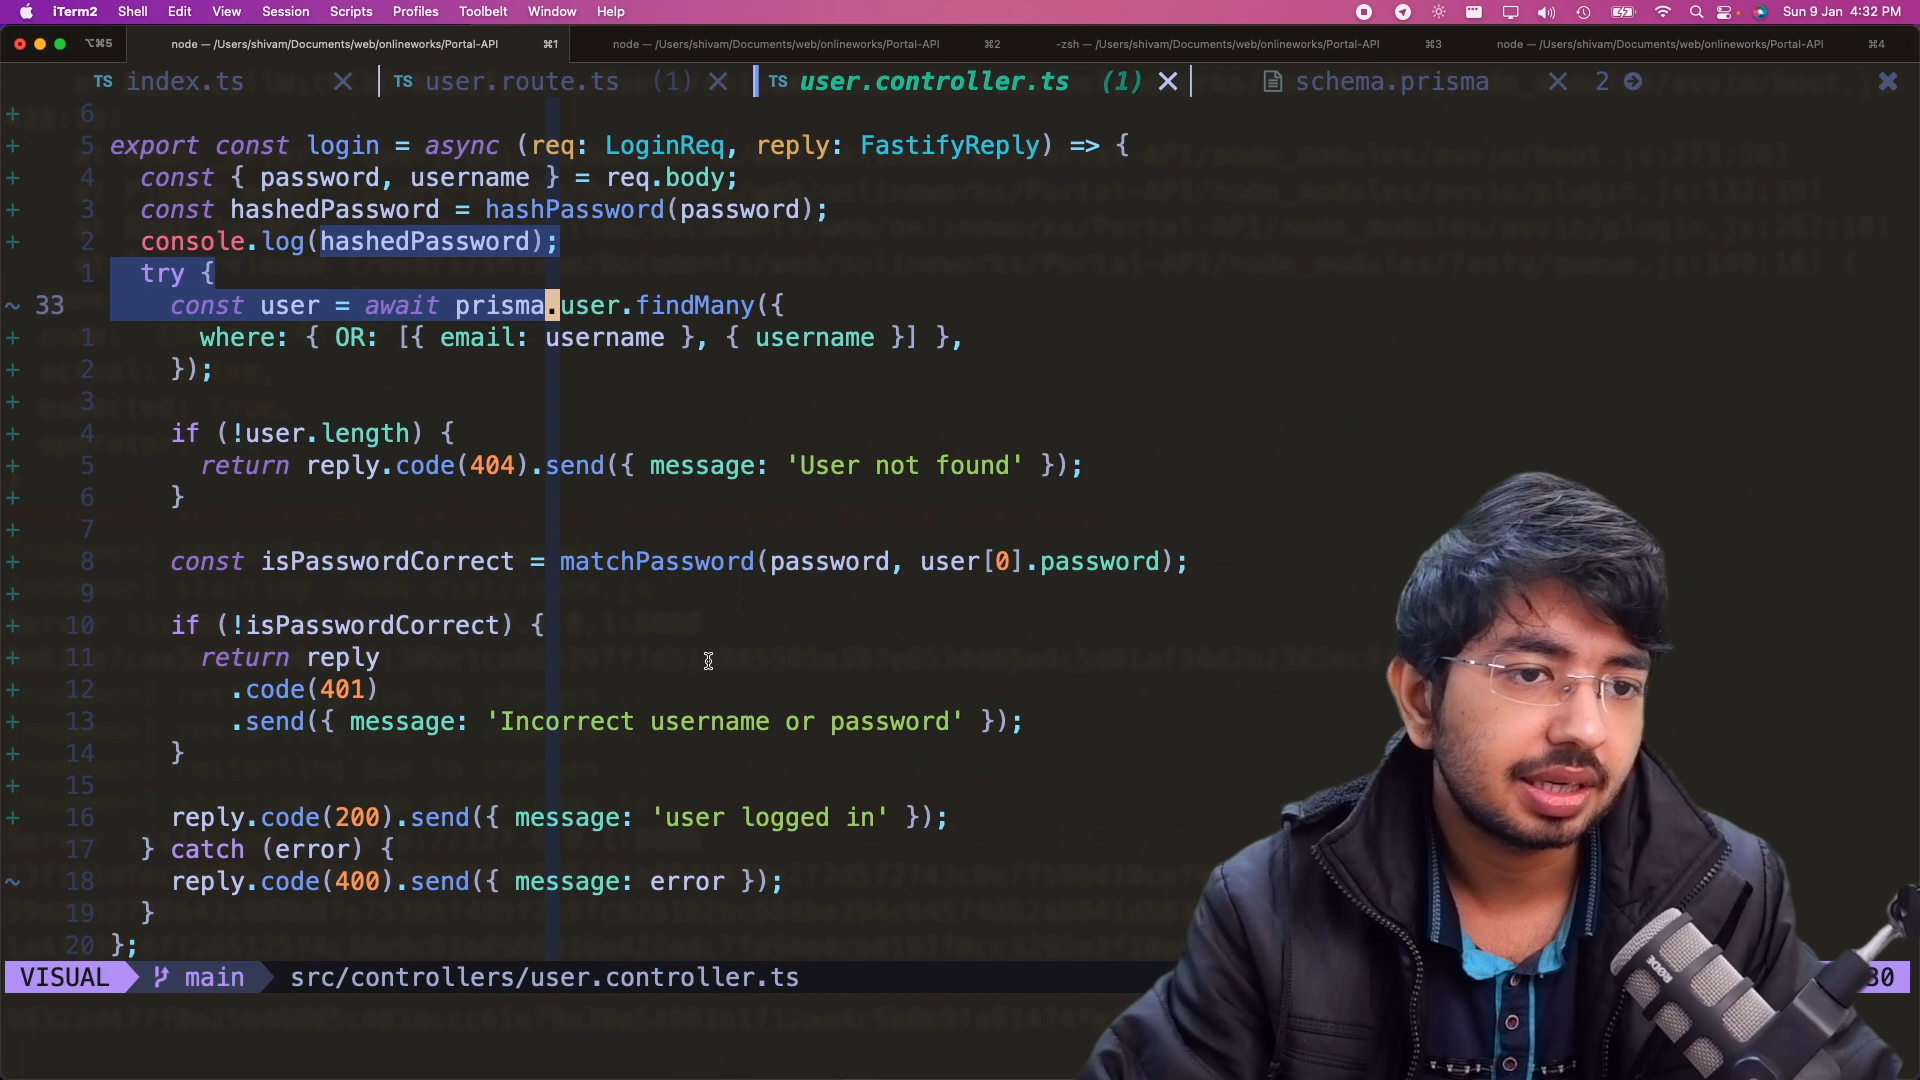 iTerm2 Shell Edit View Session Scripts Profiles Toolbelt Window Help Sun 9 Jan 4:32 PM
⌥⌘5 node — /Users/shivam/Documents/web/onlineworks/Portal-API ⌘1 node — /Users/shivam/Documents/web/onlineworks/Portal-API ⌘2 -zsh — /Users/shivam/Documents/web/onlineworks/Portal-API ⌘3 node — /Users/shivam/Documents/web/onlineworks/Portal-API ⌘4
TS index.ts TS user.route.ts (1) TS user.controller.ts (1) schema.prisma 2
+ 6
+ 5 export const login = async (req: LoginReq, reply: FastifyReply) => {
+ 4 const { password, username } = req.body;
+ 3 const hashedPassword = hashPassword(password);
+ 2 console.log(hashedPassword);
1 try {
~ 33 const user = await prisma.user.findMany({
+ 1 where: { OR: [{ email: username }, { username }] },
+ 2 });
+ 3
+ 4 if (!user.length) {
+ 5 return reply.code(404).send({ message: 'User not found' });
+ 6 }
+ 7
+ 8 const isPasswordCorrect = matchPassword(password, user[0].password);
+ 9
+ 10 if (!isPasswordCorrect) {
+ 11 return reply
+ 12 .code(401)
+ 13 .send({ message: 'Incorrect username or password' });
+ 14 }
+ 15
+ 16 reply.code(200).send({ message: 'user logged in' });
17 } catch (error) {
~ 18 reply.code(400).send({ message: error });
19 }
20 };
VISUAL main src/controllers/user.controller.ts 30
RØDE